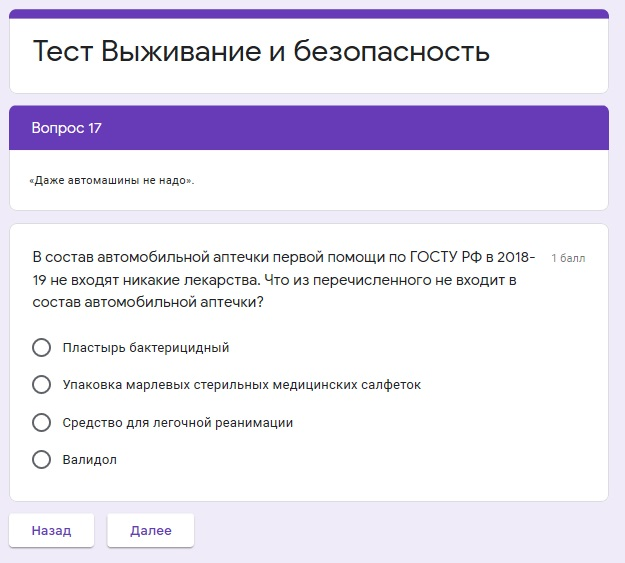 Тест Выживание и безопасность
Вопрос 17
«Даже автомашины не надо».
В состав автомобильной аптечки первой помощи по ГОСТУ РФ в 2018-
19 не входят никакие лекарства. Что из перечисленного не входит в
состав автомобильной аптечки?
1 балл
Пластырь бактерицидный
Упаковка марлевых стерильных медицинских салфеток
Средство для легочной реанимации
Валидол
Назад
Далее